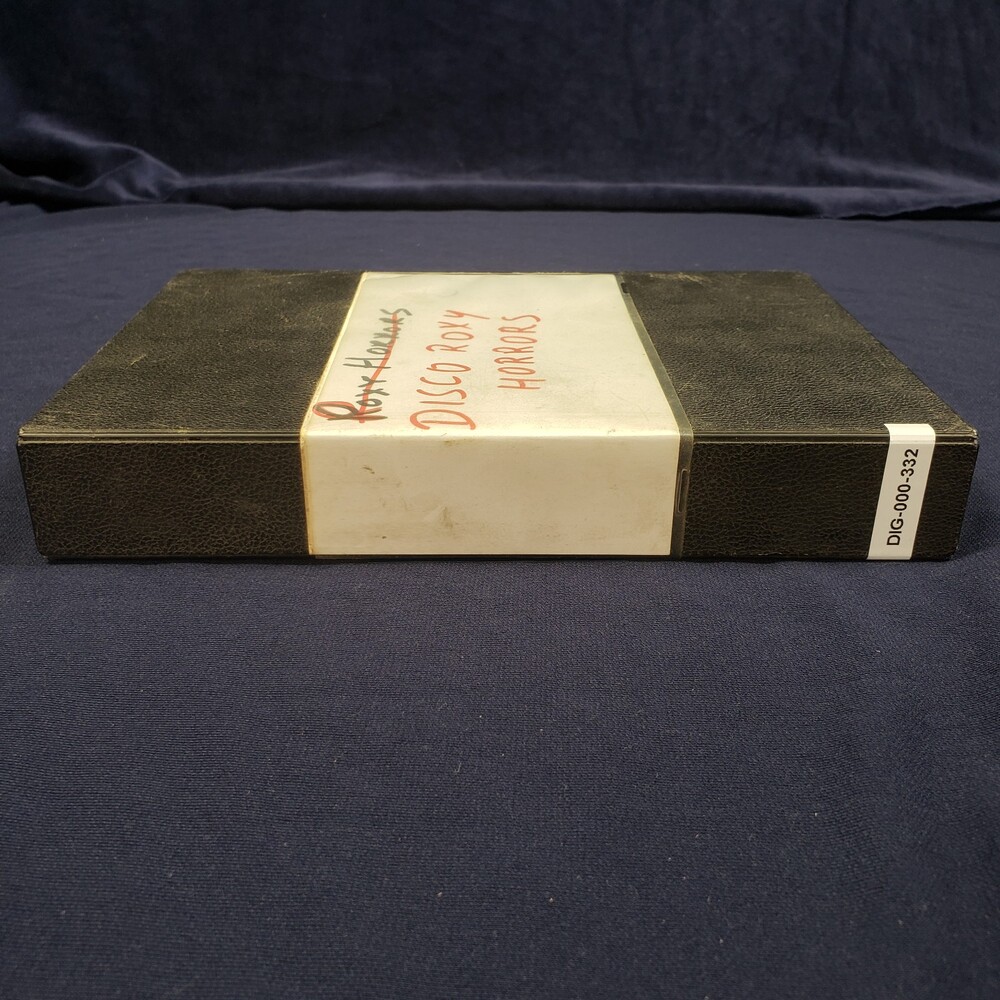 Roxy Horrors
DISCO ROXY
HORRORS
DIG-000-332